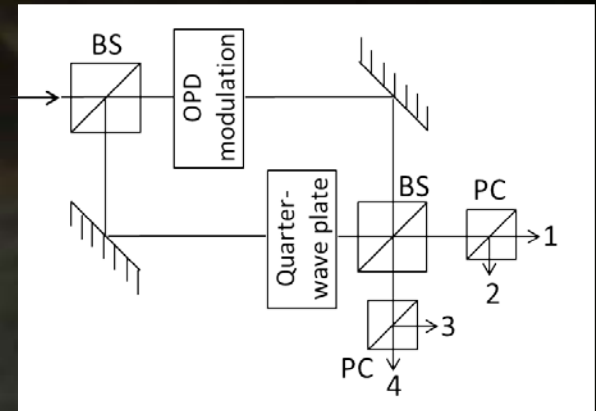 BS
OPD
modulation
Quarter-
wave plate
BS
PC
1
2
3
PC
4